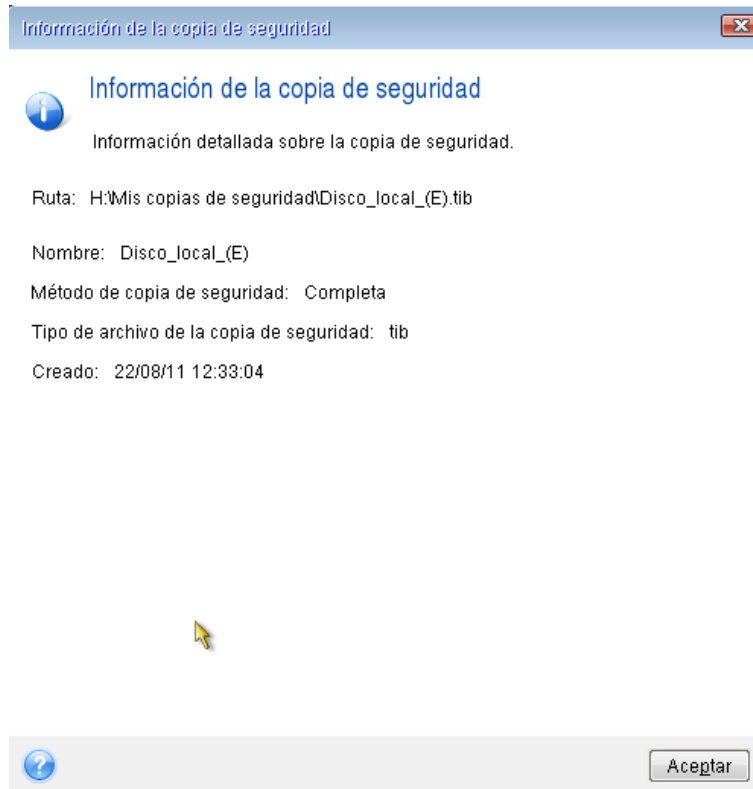 Información de la copia de seguridad
Información de la copia de seguridad
Información detallada sobre la copia de seguridad.
Ruta: H:\Mis copias de seguridad\Disco_local_(E).tib
Nombre: Disco_local_(E)
Método de copia de seguridad: Completa
Tipo de archivo de la copia de seguridad: tib
Creado: 22/08/11 12:33:04
Aceptar